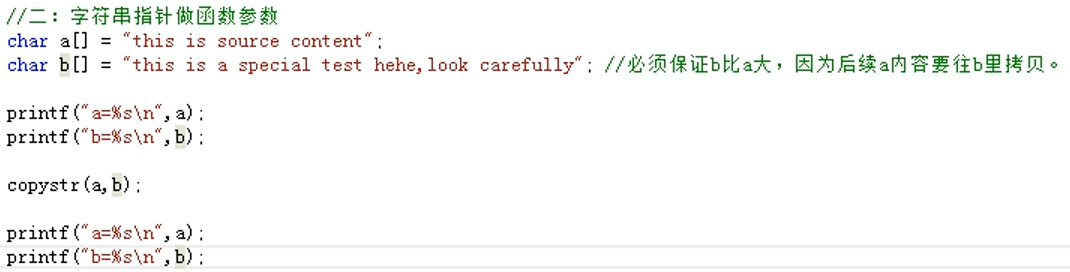 //二：字符串指针做函数参数
char a[] = "this is source content";
char b[] = "this is a special test hehe,look carefully"; //必须保证b比a大，因为后续a内容要往b里拷贝。
printf("a=%s\n",a);
printf("b=%s\n",b);
copystr(a,b);
printf("a=%s\n",a);
printf("b=%s\n",b);